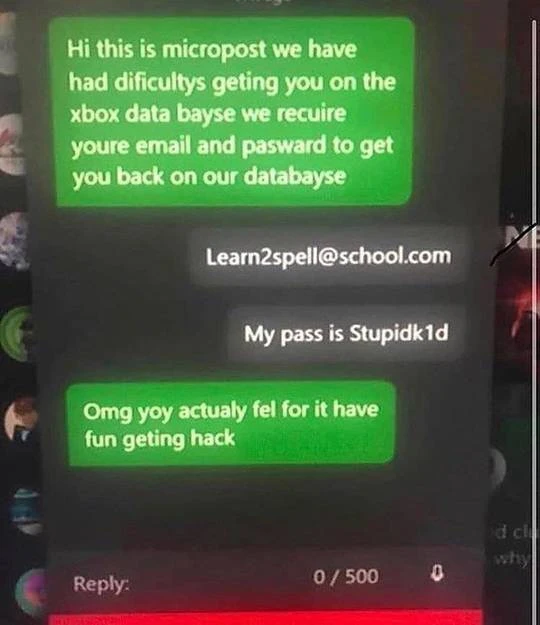 Hi this is micropost we have
had dificultys geting you on the
xbox data bayse we recuire
youre email and pasward to get
you back on our databayse
Learn2spell@school.com
My pass is Stupidk1d
Omg yoy actualy fel for it have
fun geting hack
Reply:
0 / 500
why